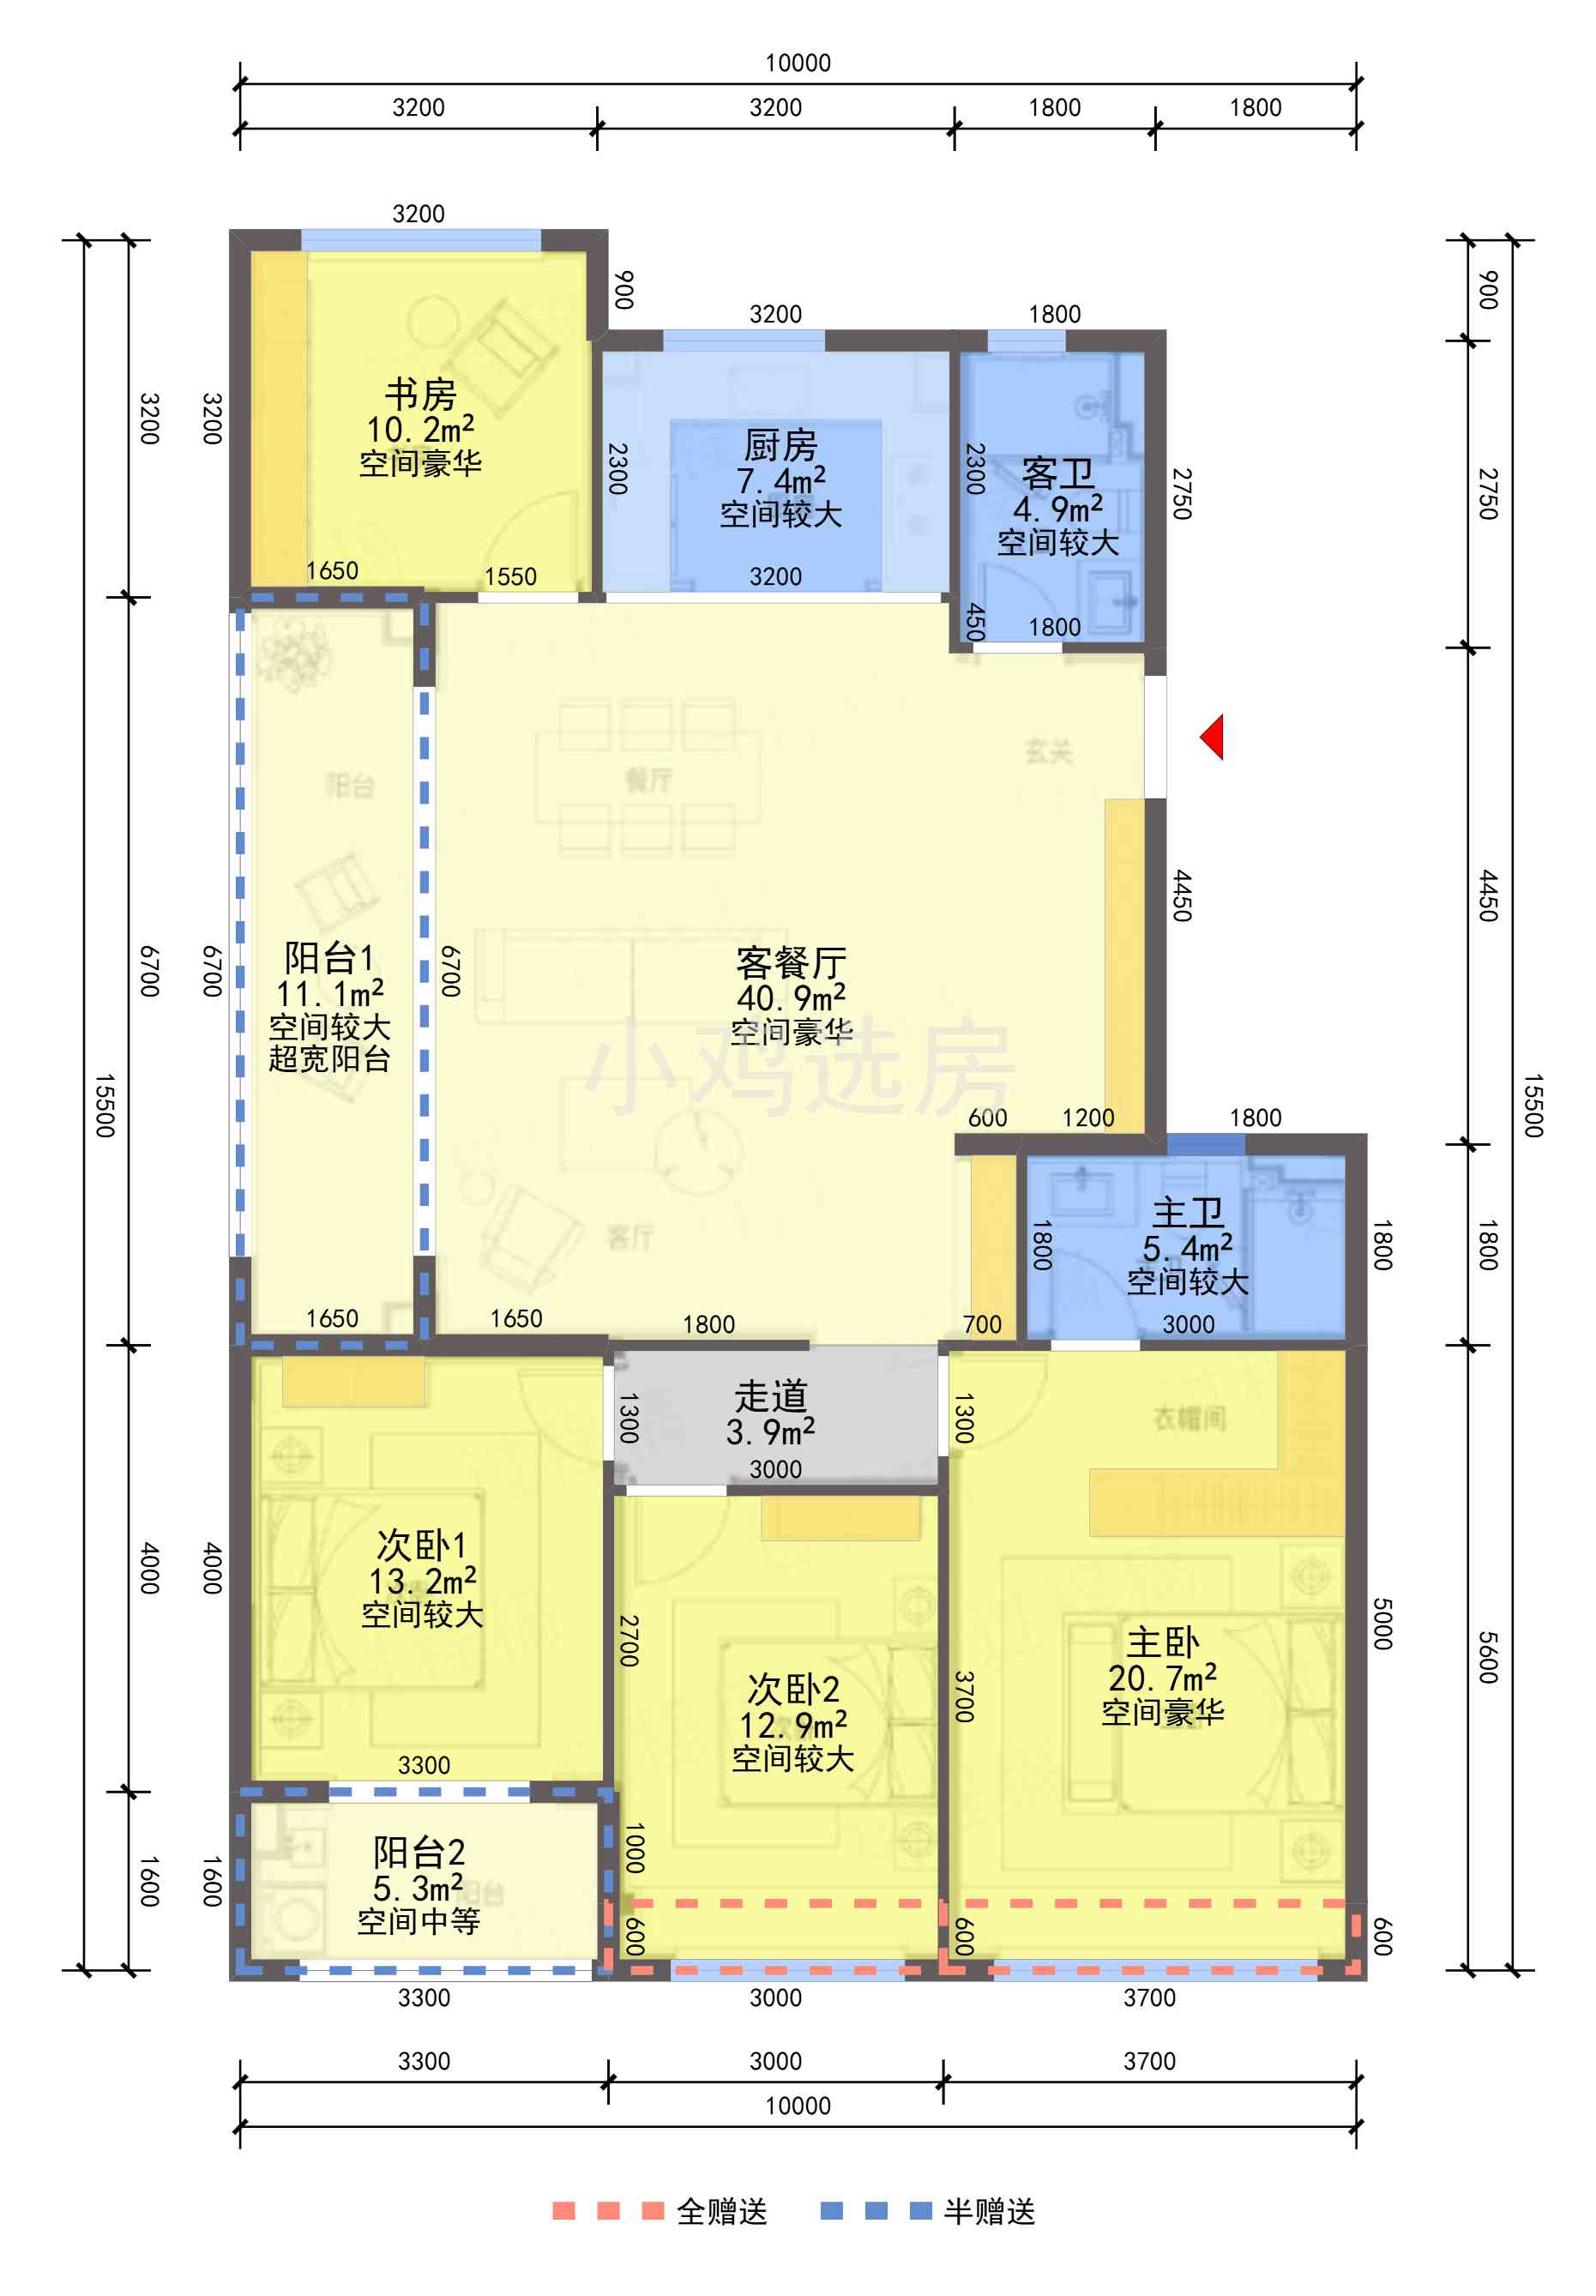 10000
3200 3200 1800 1800
3200
900
900
3200 1800
3200
3200
书房
10.2m²
空间豪华
2300
厨房
7.4m²
空间较大
2300
客卫
4.9m²
空间较大
2750
2750
1650
1550
3200
450
1800
阳台
餐厅
玄关
6700
6700
阳台1
11.1m²
空间较大
超宽阳台
6700
客餐厅
40.9m²
空间豪华
4450
4450
小鸡选房
15500
15500
600 1200 1800
客厅
1800
主卫
5.4m²
空间较大
1800
1800
1650 1650 1800 700 3000
1300
走道
3.9m²
3000
1300
衣帽间
4000
4000
次卧1
13.2m²
空间较大
2700
次卧2
12.9m²
空间较大
3700
主卧
20.7m²
空间豪华
5000
5600
3300
1600
1600
阳台2
5.3m²
空间中等
阳台
1000
600
600
600
3300 3000 3700
3300 3000 3700
10000
全赠送 半赠送